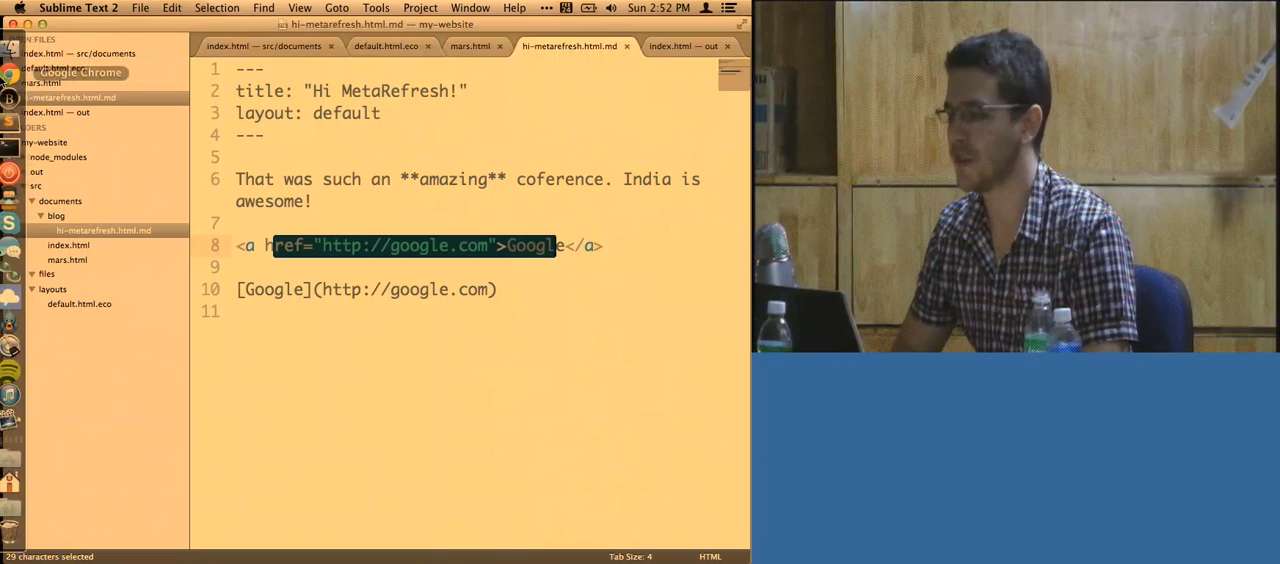 Sublime Text 2 File Edit Selection Find View Goto Tools Project Window Help Sun 2:52 PM
hi-metarefresh.html.md — my-website
index.html — src/documents × default.html.eco × mars.html × hi-metarefresh.html.md × index.html — out ×
EN FILES
index.html — src/documents
default.html.eco
Google Chrome
mars.html
i-metarefresh.html.md
index.html — out
DERS
my-website
node_modules
out
src
documents
blog
hi-metarefresh.html.md
index.html
mars.html
files
layouts
default.html.eco
1 ---
2 title: "Hi MetaRefresh!"
3 layout: default
4 ---
5
6 That was such an **amazing** coference. India is
awesome!
7
8 <a href="http://google.com">Google</a>
9
10 [Google](http://google.com)
11
29 characters selected Tab Size: 4 HTML